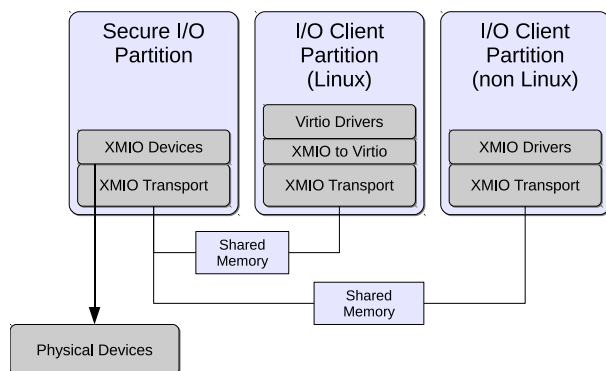 Secure I/O
Partition
XMIO Devices
XMIO Transport
I/O Client
Partition
(Linux)
Virtio Drivers
XMIO to Virtio
XMIO Transport
I/O Client
Partition
(non Linux)
XMIO Drivers
XMIO Transport
Shared
Memory
Shared
Memory
Physical Devices